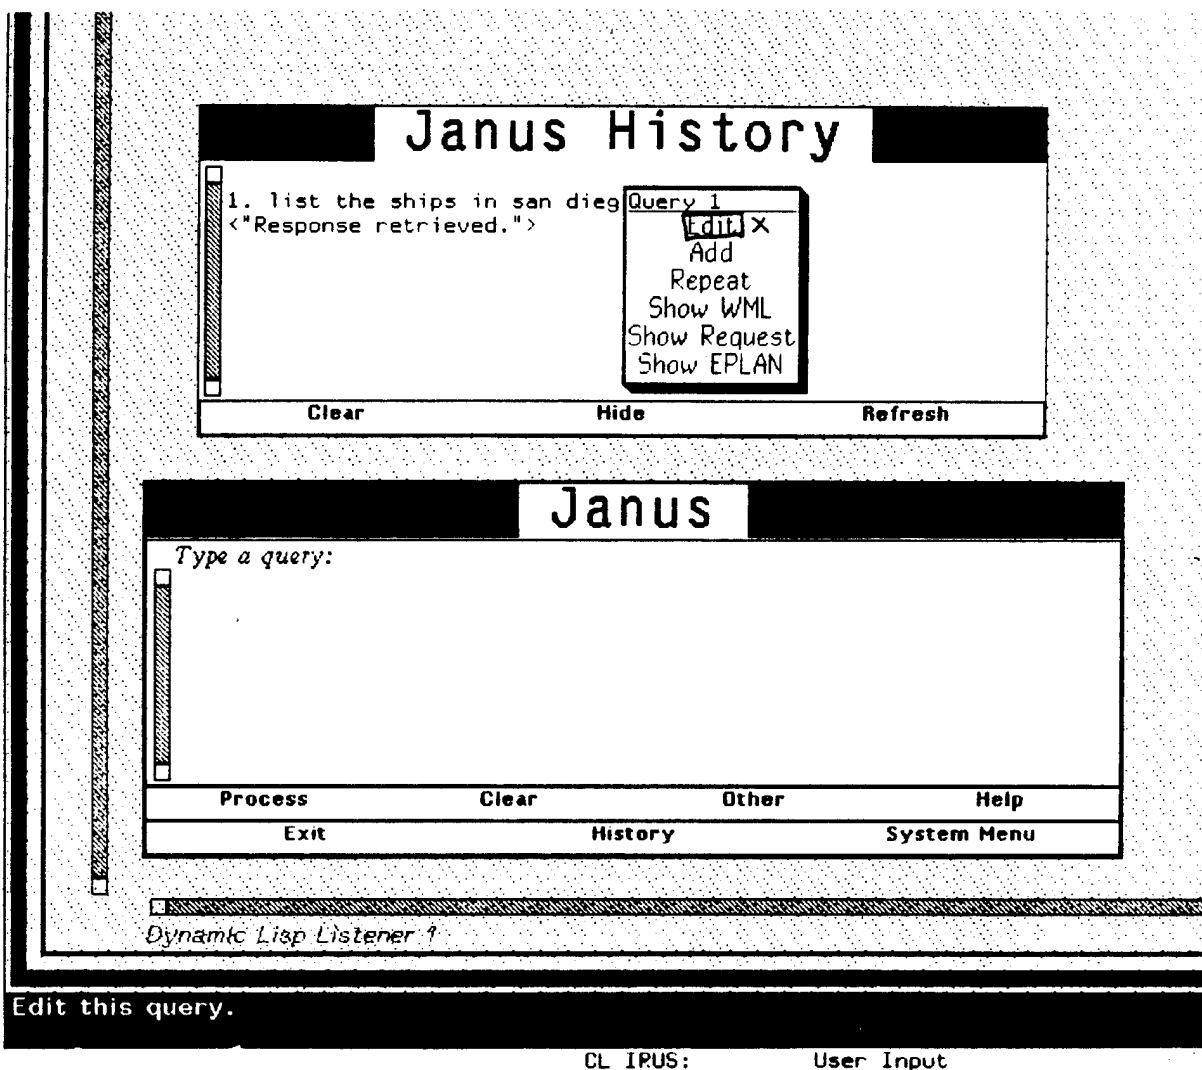 Janus History
1. list the ships in san dieg
<"Response retrieved.">
Query 1
Edit X
Add
Repeat
Show WML
Show Request
Show EPLAN
Clear Hide Refresh
Janus
Type a query:
Process Clear Other Help
Exit History System Menu
Dynamic Lisp Listener 1
Edit this query.
CL IRUS: User Input